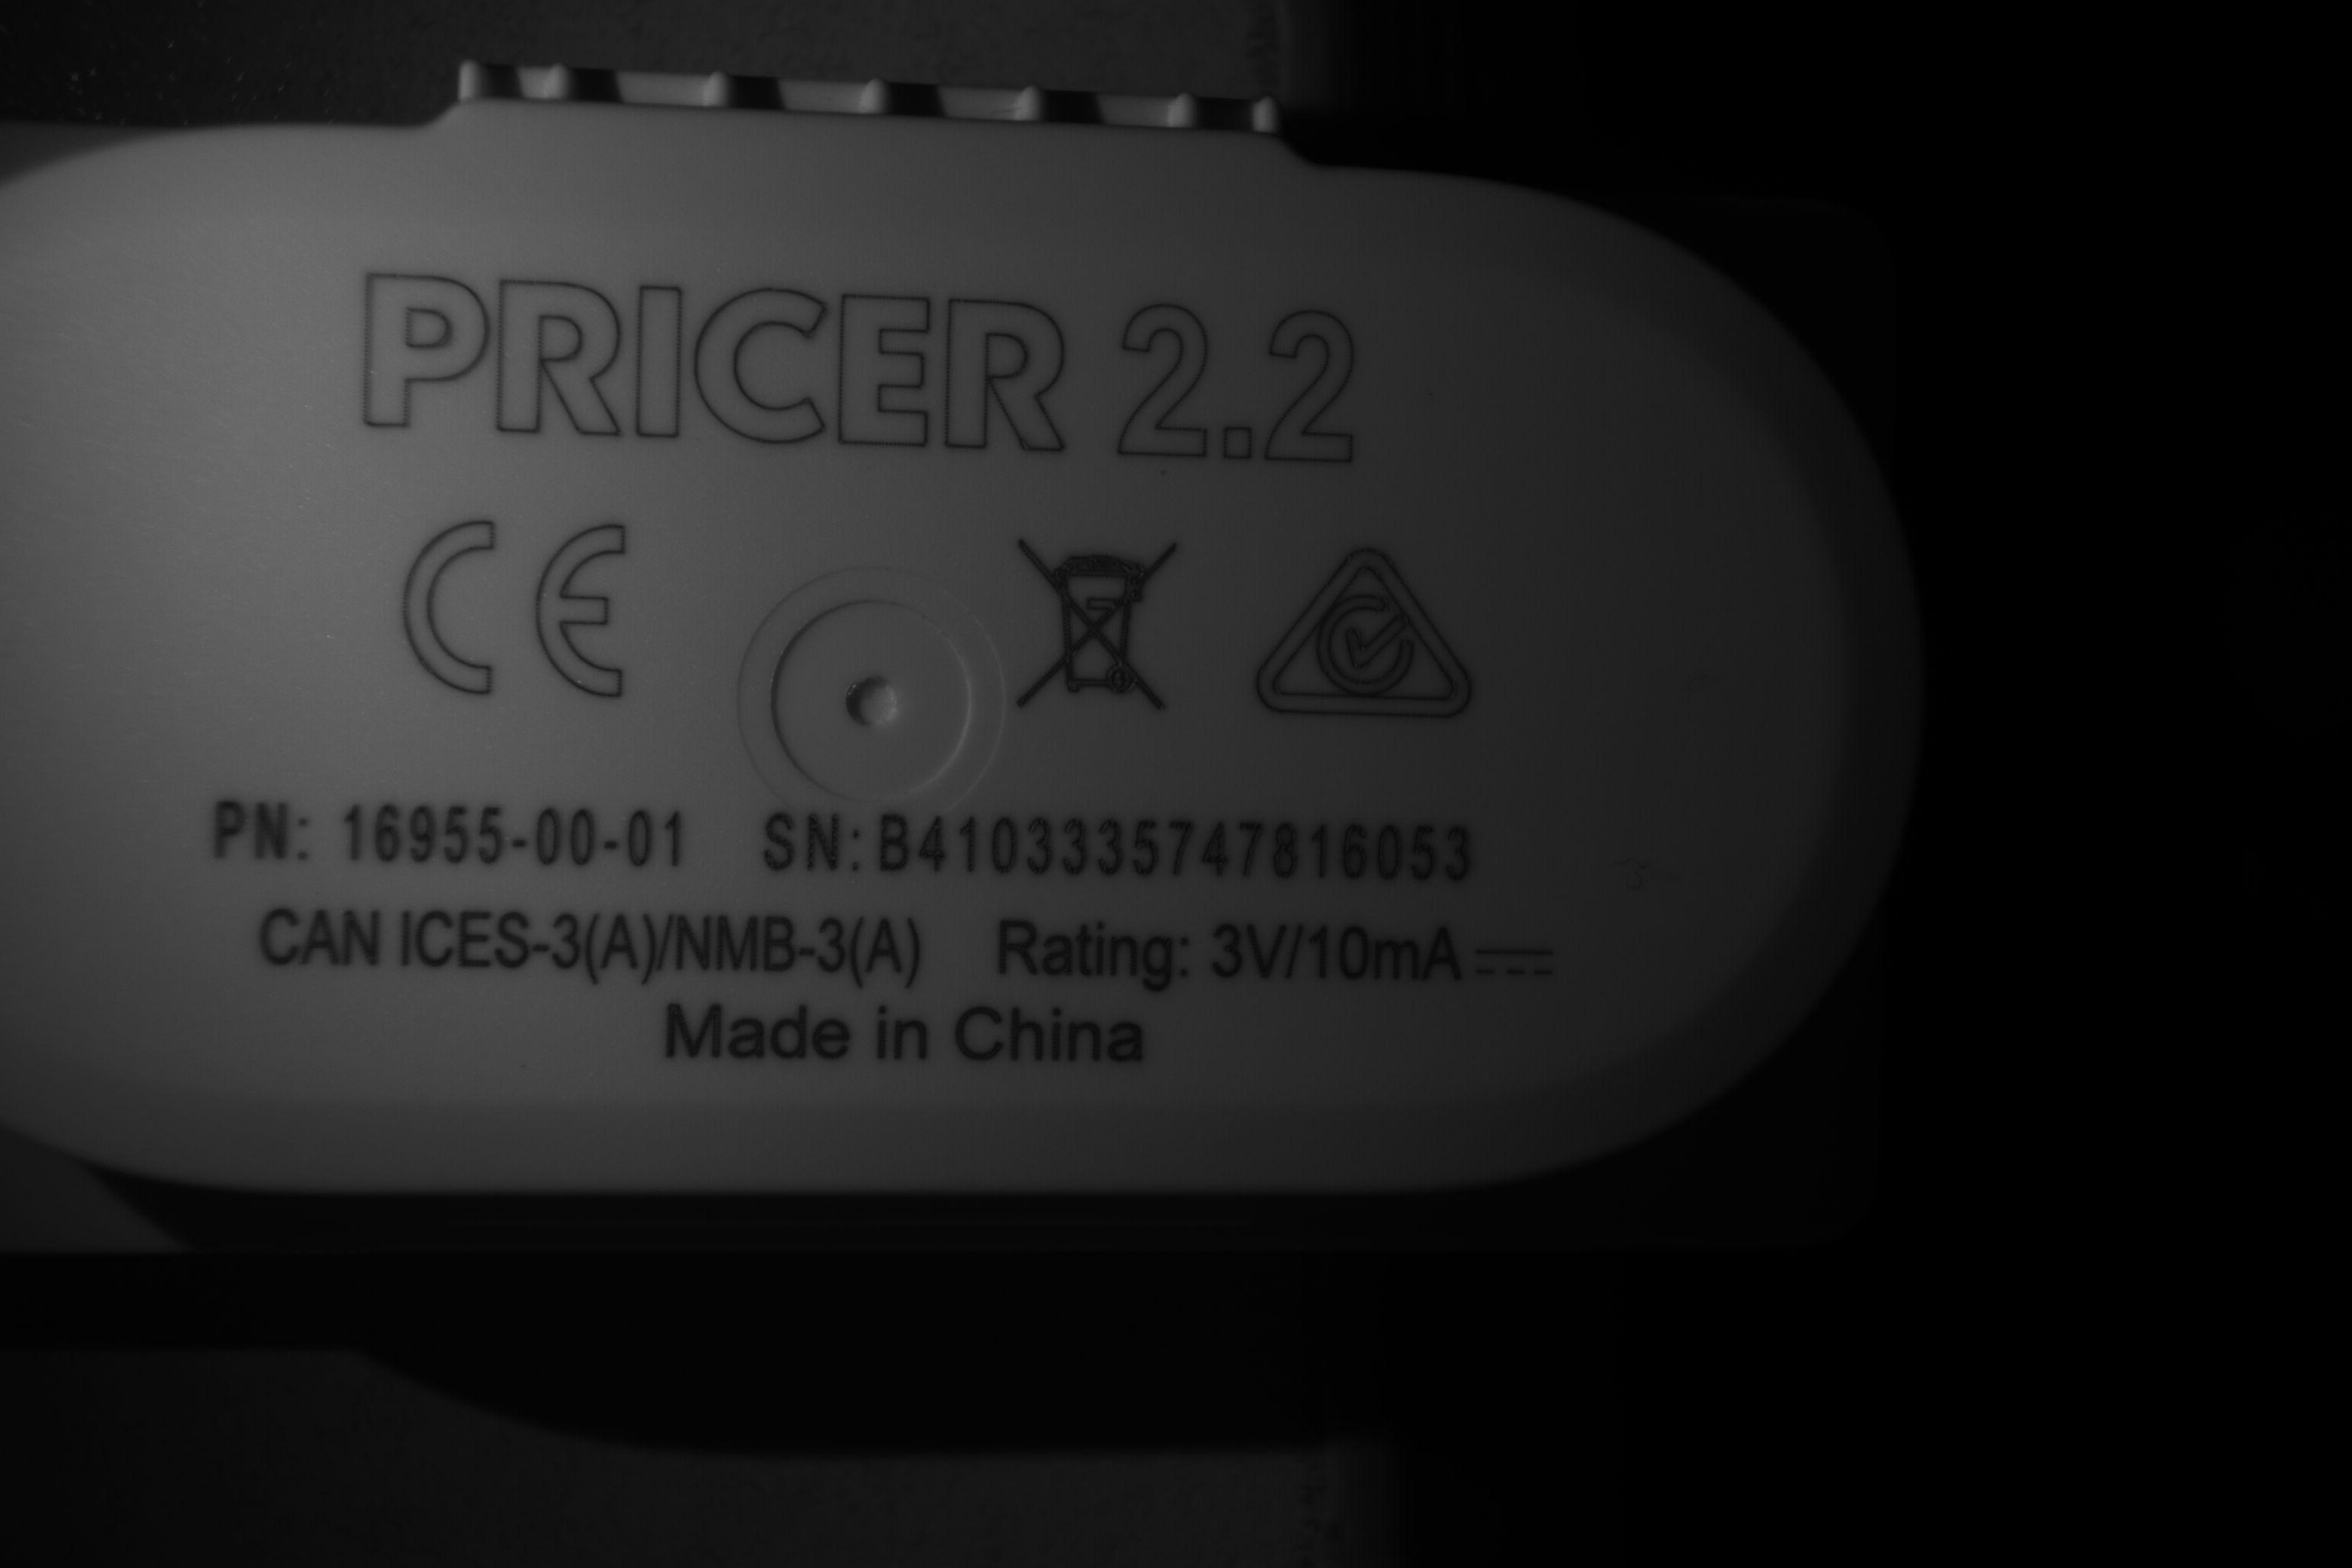 PRICER 2.2
CE
PN: 16955-00-01 SN: B4103335747816053
CAN ICES-3(A)/NMB-3(A) Rating: 3V/10mA
Made in China